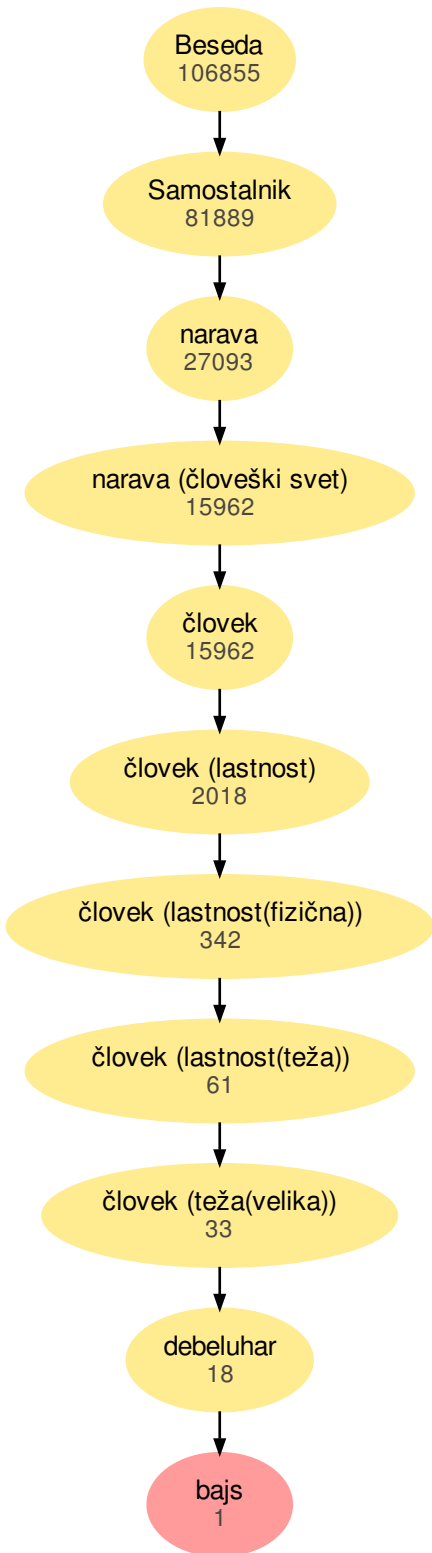 Beseda
106855
Samostalnik
81889
narava
27093
narava (človeški svet)
15962
človek
15962
človek (lastnost)
2018
človek (lastnost(fizična))
342
človek (lastnost(teža))
61
človek (teža(velika))
33
debeluhar
18
bajs
1